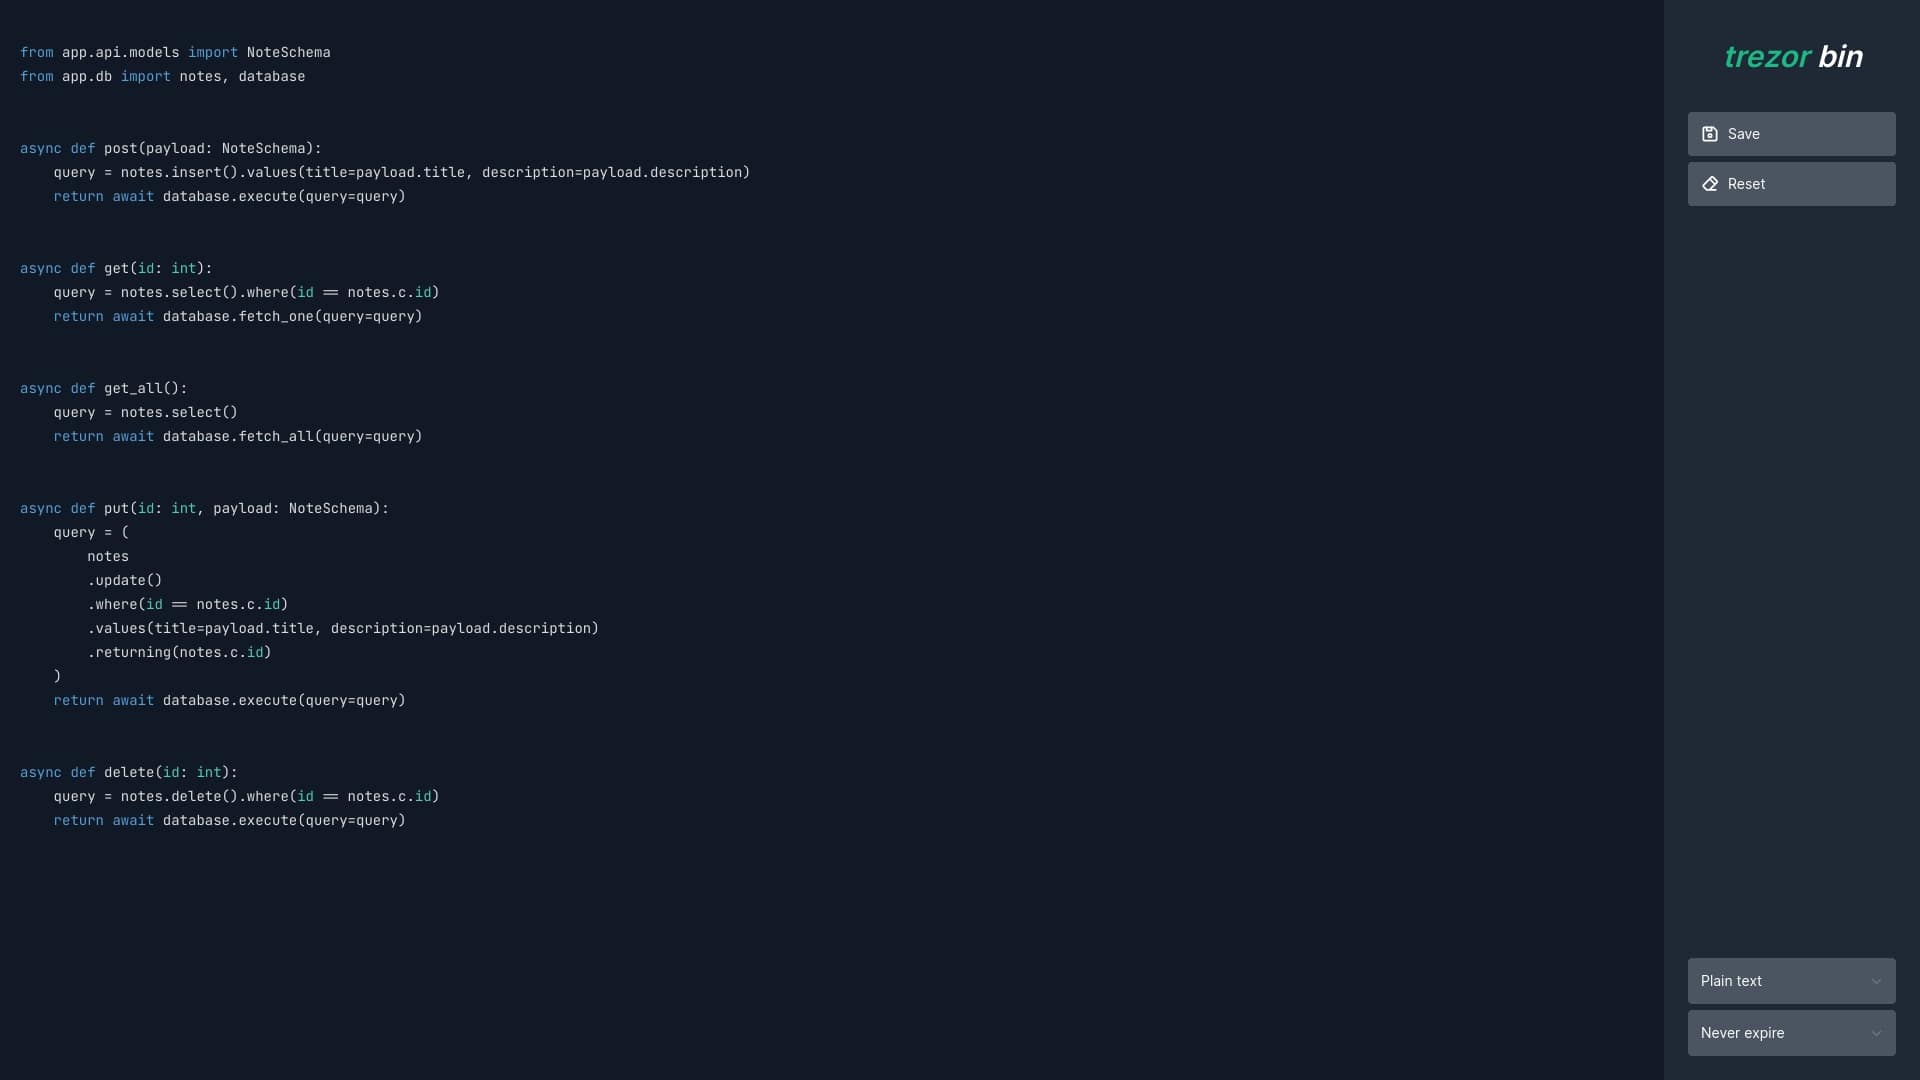 from app.api.models import NoteSchema
from app.db import notes, database
async def post(payload: NoteSchema):
    query = notes.insert().values(title=payload.title, description=payload.description)
    return await database.execute(query=query)
async def get(id: int):
    query = notes.select().where(id == notes.c.id)
    return await database.fetch_one(query=query)
async def get_all():
    query = notes.select()
    return await database.fetch_all(query=query)
async def put(id: int, payload: NoteSchema):
    query = (
        notes
        .update()
        .where(id == notes.c.id)
        .values(title=payload.title, description=payload.description)
        .returning(notes.c.id)
    )
    return await database.execute(query=query)
async def delete(id: int):
    query = notes.delete().where(id == notes.c.id)
    return await database.execute(query=query)
trezor bin
Save
Reset
Plain text
Never expire